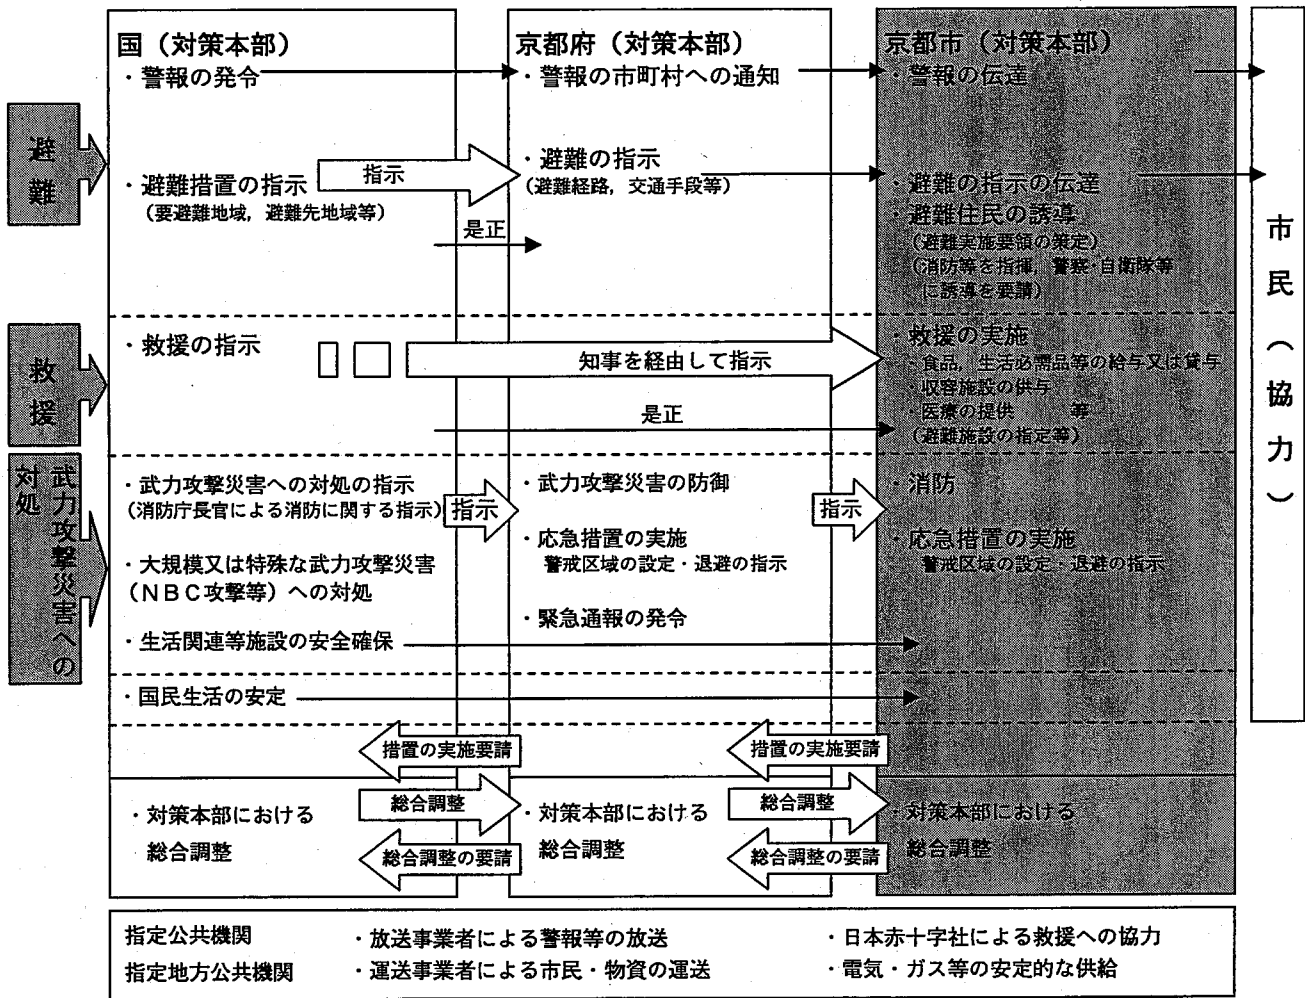 避難
国（対策本部）
・警報の発令
・避難措置の指示
（要避難地域，避難先地域等）
指示
是正
京都府（対策本部）
・警報の市町村への通知
・避難の指示
（避難経路，交通手段等）
京都市（対策本部）
・警報の伝達
・避難の指示の伝達
・避難住民の誘導
（避難実施要領の策定）
（消防等を指揮，警察・自衛隊等
に誘導を要請）
救援
・救援の指示
知事を経由して指示
是正
・救援の実施
・食品，生活必需品等の給与又は貸与
・収容施設の供与
・医療の提供　　等
（避難施設の指定等）
武力攻撃災害への
対処
・武力攻撃災害への対処の指示
（消防庁長官による消防に関する指示）
・大規模又は特殊な武力攻撃災害
（ＮＢＣ攻撃等）への対処
・生活関連等施設の安全確保
指示
・武力攻撃災害の防御
・応急措置の実施
警戒区域の設定・退避の指示
・緊急通報の発令
指示
・消防
・応急措置の実施
警戒区域の設定・退避の指示
・国民生活の安定
措置の実施要請
措置の実施要請
・対策本部における
総合調整
総合調整
総合調整の要請
・対策本部における
総合調整
総合調整
総合調整の要請
・対策本部における
総合調整
市民（協力）
指定公共機関
指定地方公共機関
・放送事業者による警報等の放送
・運送事業者による市民・物資の運送
・日本赤十字社による救援への協力
・電気・ガス等の安定的な供給